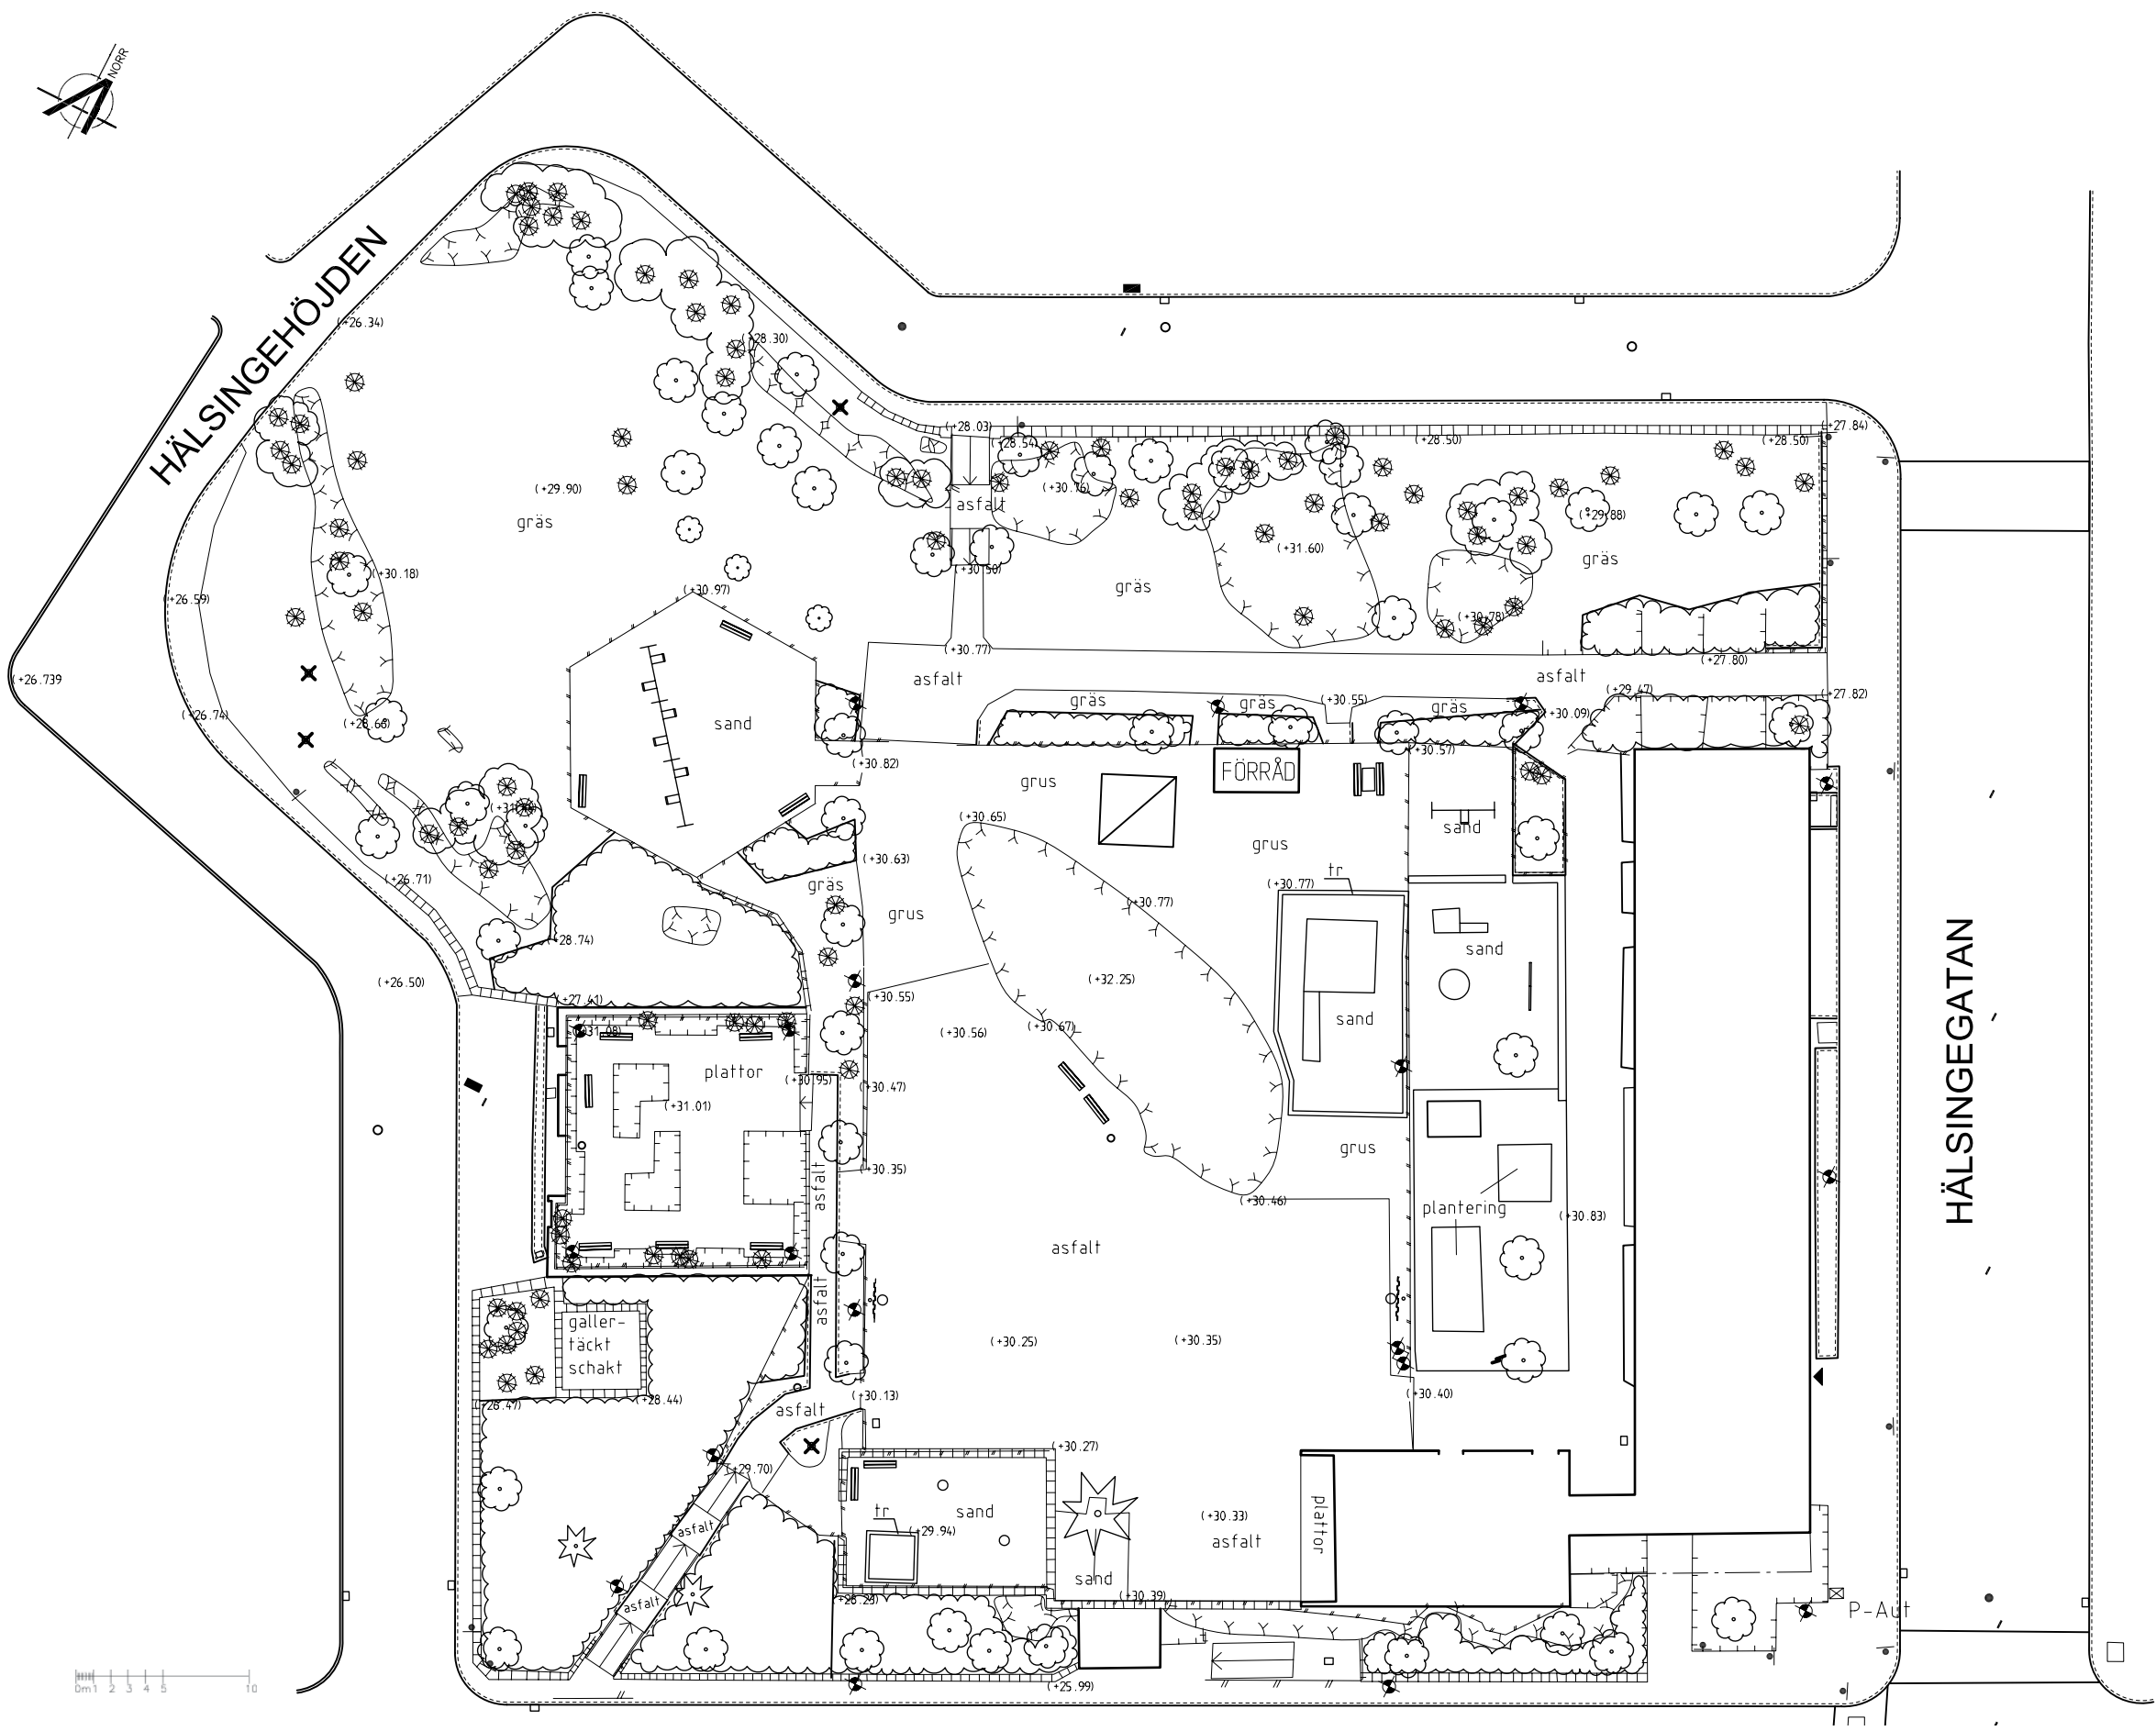 NORR
HÄLSINGEHÖJDEN
(+26.34)
(+28.30)
(+28.03)
(+28.54)
(+28.50)
(+28.50)
(+27.84)
(+29.90)
gräs
(+30.76)
asfalt
(+29.88)
(+31.60)
gräs
(+30.50)
gräs
(+30.18)
(+26.59)
(+30.97)
(+30.78)
(+30.77)
(+27.80)
asfalt
asfalt
(+26.739
(+29.47)
(+27.82)
(+30.55)
gräs
gräs
gräs
(+30.09)
(+26.74)
(+28.66)
sand
(+30.57)
(+30.82)
FÖRRÅD
grus
(+30.65)
sand
grus
(+30.63)
(+26.71)
gräs
(+30.77)
tr
(+30.77)
grus
(+28.74)
sand
(+26.50)
(+32.25)
(+27.41)
(+30.55)
sand
(+31.08)
(+30.56)
(+30.67)
plattor
(+30.95)
(+30.47)
(+31.01)
grus
(+30.35)
asfalt
(+30.46)
plantering
(+30.83)
asfalt
asfalt
galler-
täckt
schakt
(+30.25)
(+30.35)
(+28.47)
(+28.44)
(+30.13)
(+30.40)
asfalt
(+30.27)
(+29.70)
tr
sand
(+30.33)
plattor
asfalt
(+29.94)
asfalt
sand
asfalt
(+30.39)
P-Aut
(+25.99)
HÄLSINGEGATAN
0m1 2 3 4 5 10